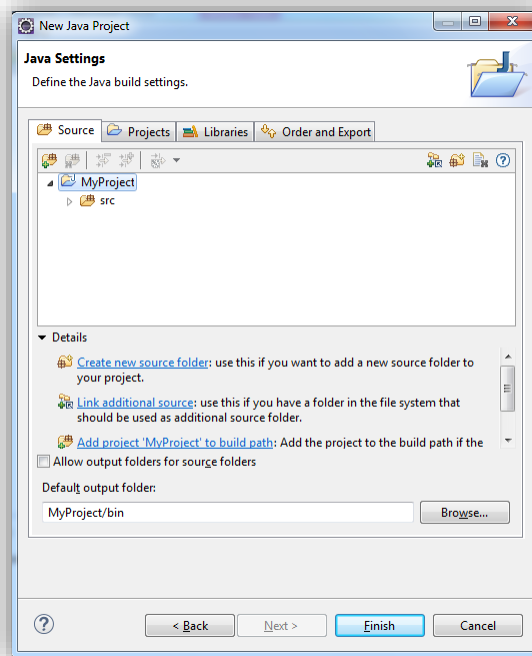 New Java Project
Java Settings
Define the Java build settings.
Source Projects Libraries Order and Export
MyProject
src
Details
Create new source folder: use this if you want to add a new source folder to
your project.
Link additional source: use this if you have a folder in the file system that
should be used as additional source folder.
Add project 'MyProject' to build path: Add the project to the build path if the
Allow output folders for source folders
Default output folder:
MyProject/bin
Browse...
< Back Next > Finish Cancel